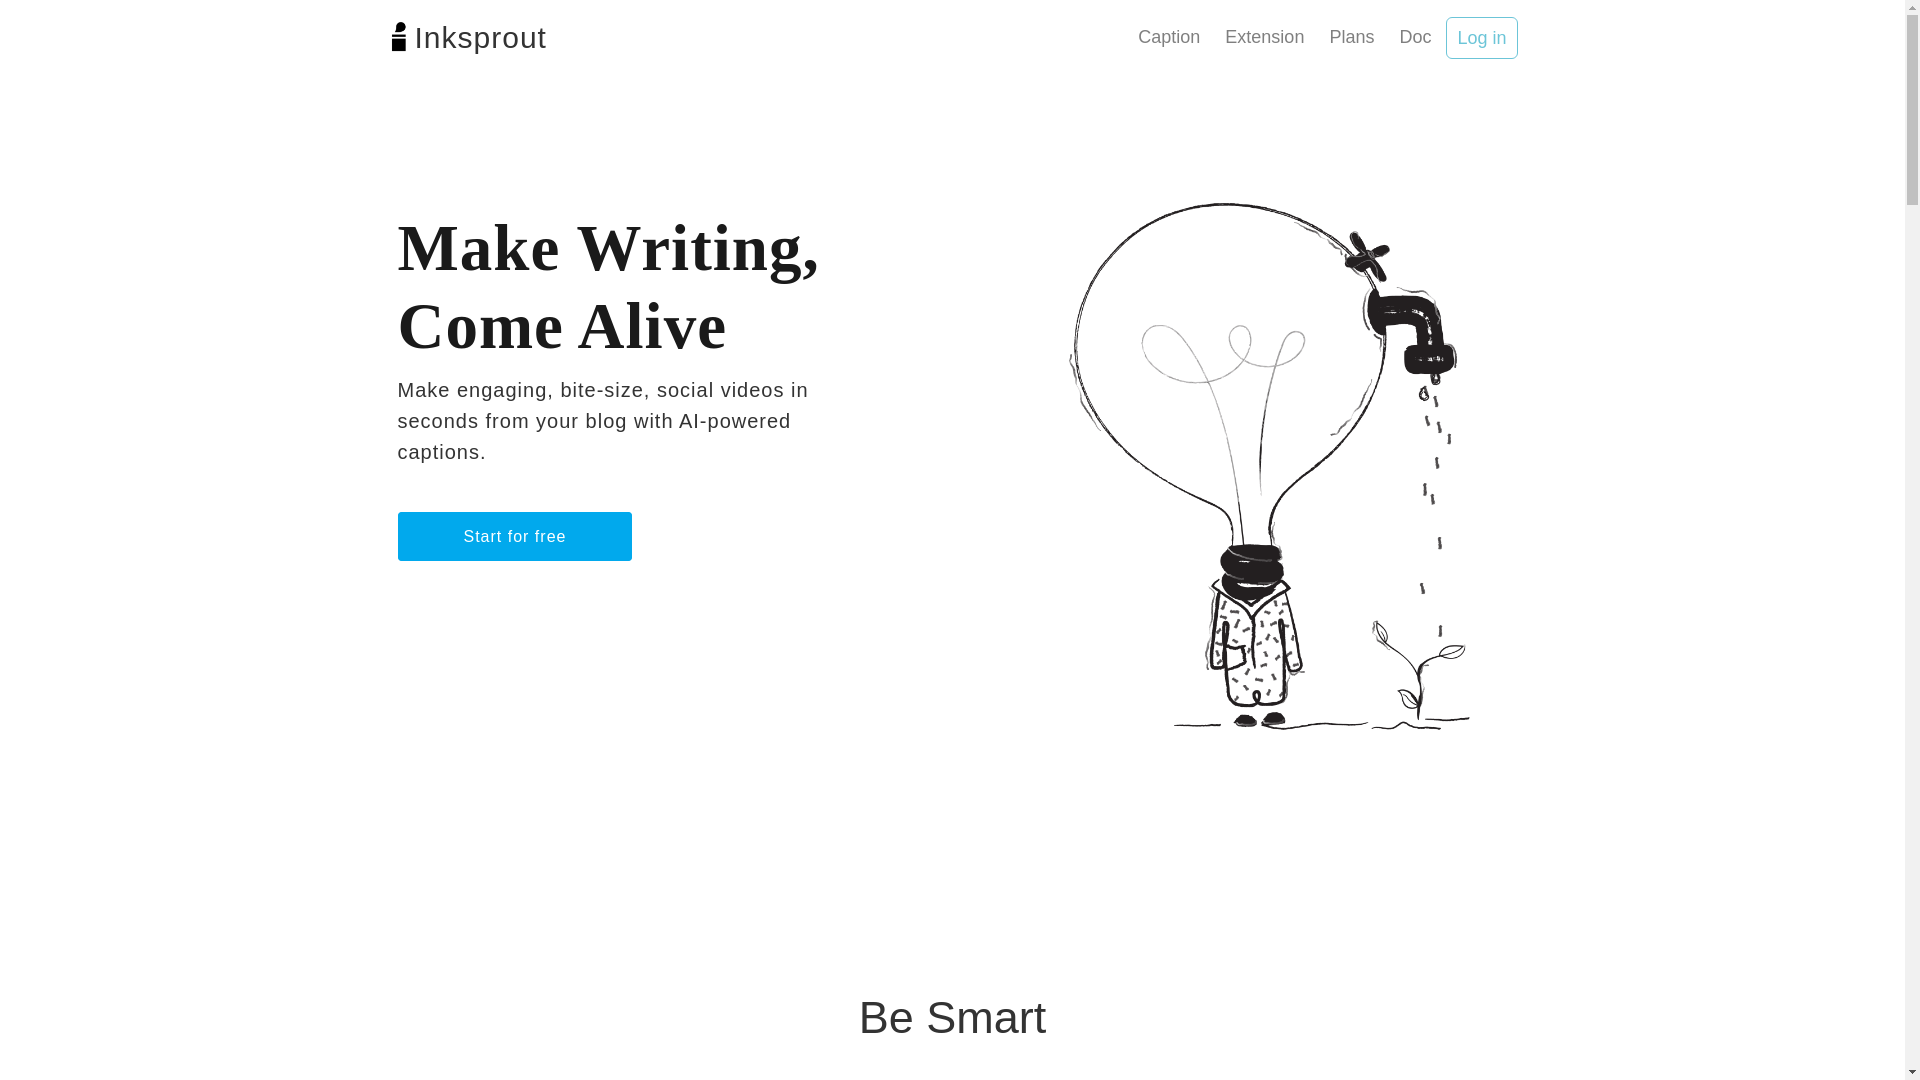 Inksprout
Caption
Extension
Plans
Doc
Log in
Make Writing,
Come Alive
Make engaging, bite-size, social videos in
seconds from your blog with AI-powered
captions.
Start for free
Be Smart